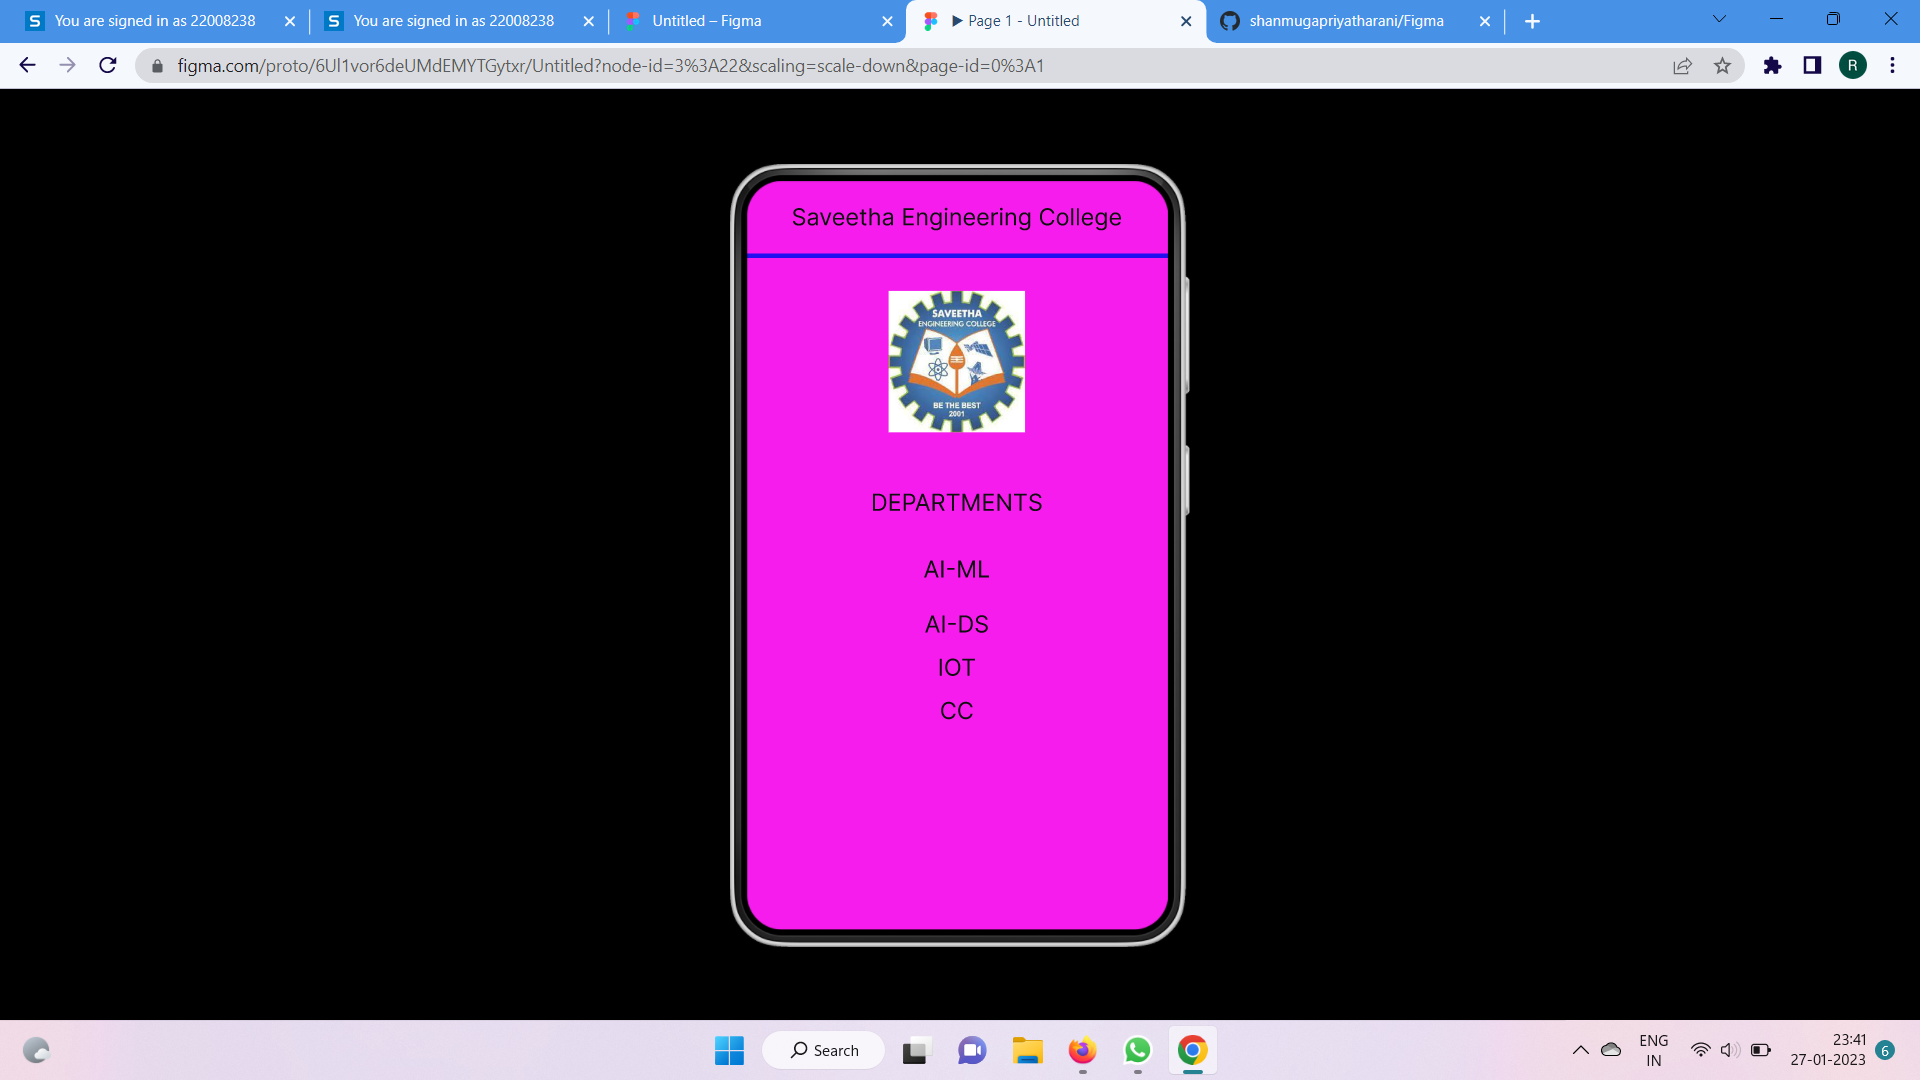 You are signed in as 22008238
You are signed in as 22008238
Untitled – Figma
▶ Page 1 - Untitled
shanmugapriyatharani/Figma
figma.com/proto/6Ul1vor6deUMdEMYTGytxr/Untitled?node-id=3%3A22&scaling=scale-down&page-id=0%3A1
R
Saveetha Engineering College
SAVEETHA
ENGINEERING COLLEGE
BE THE BEST
2001
DEPARTMENTS
AI-ML
AI-DS
IOT
CC
Search
ENG
IN
23:41
27-01-2023
6